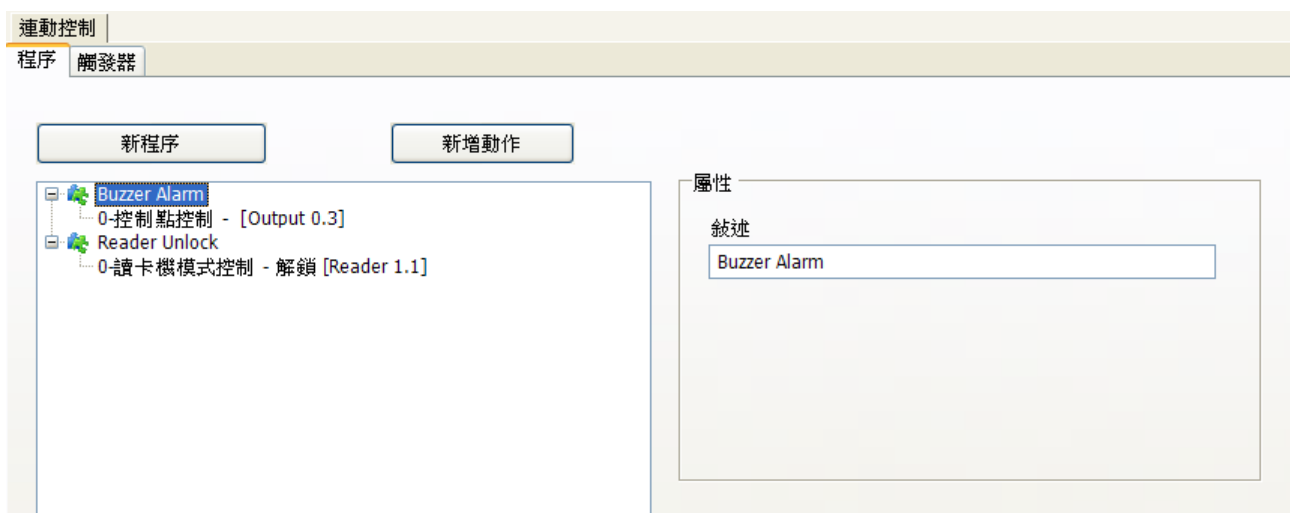 連動控制
程序 觸發器
新程序 新增動作
Buzzer Alarm
0-控制點控制 - [Output 0.3]
Reader Unlock
0-讀卡機模式控制 - 解鎖 [Reader 1.1]
屬性
敍述
Buzzer Alarm